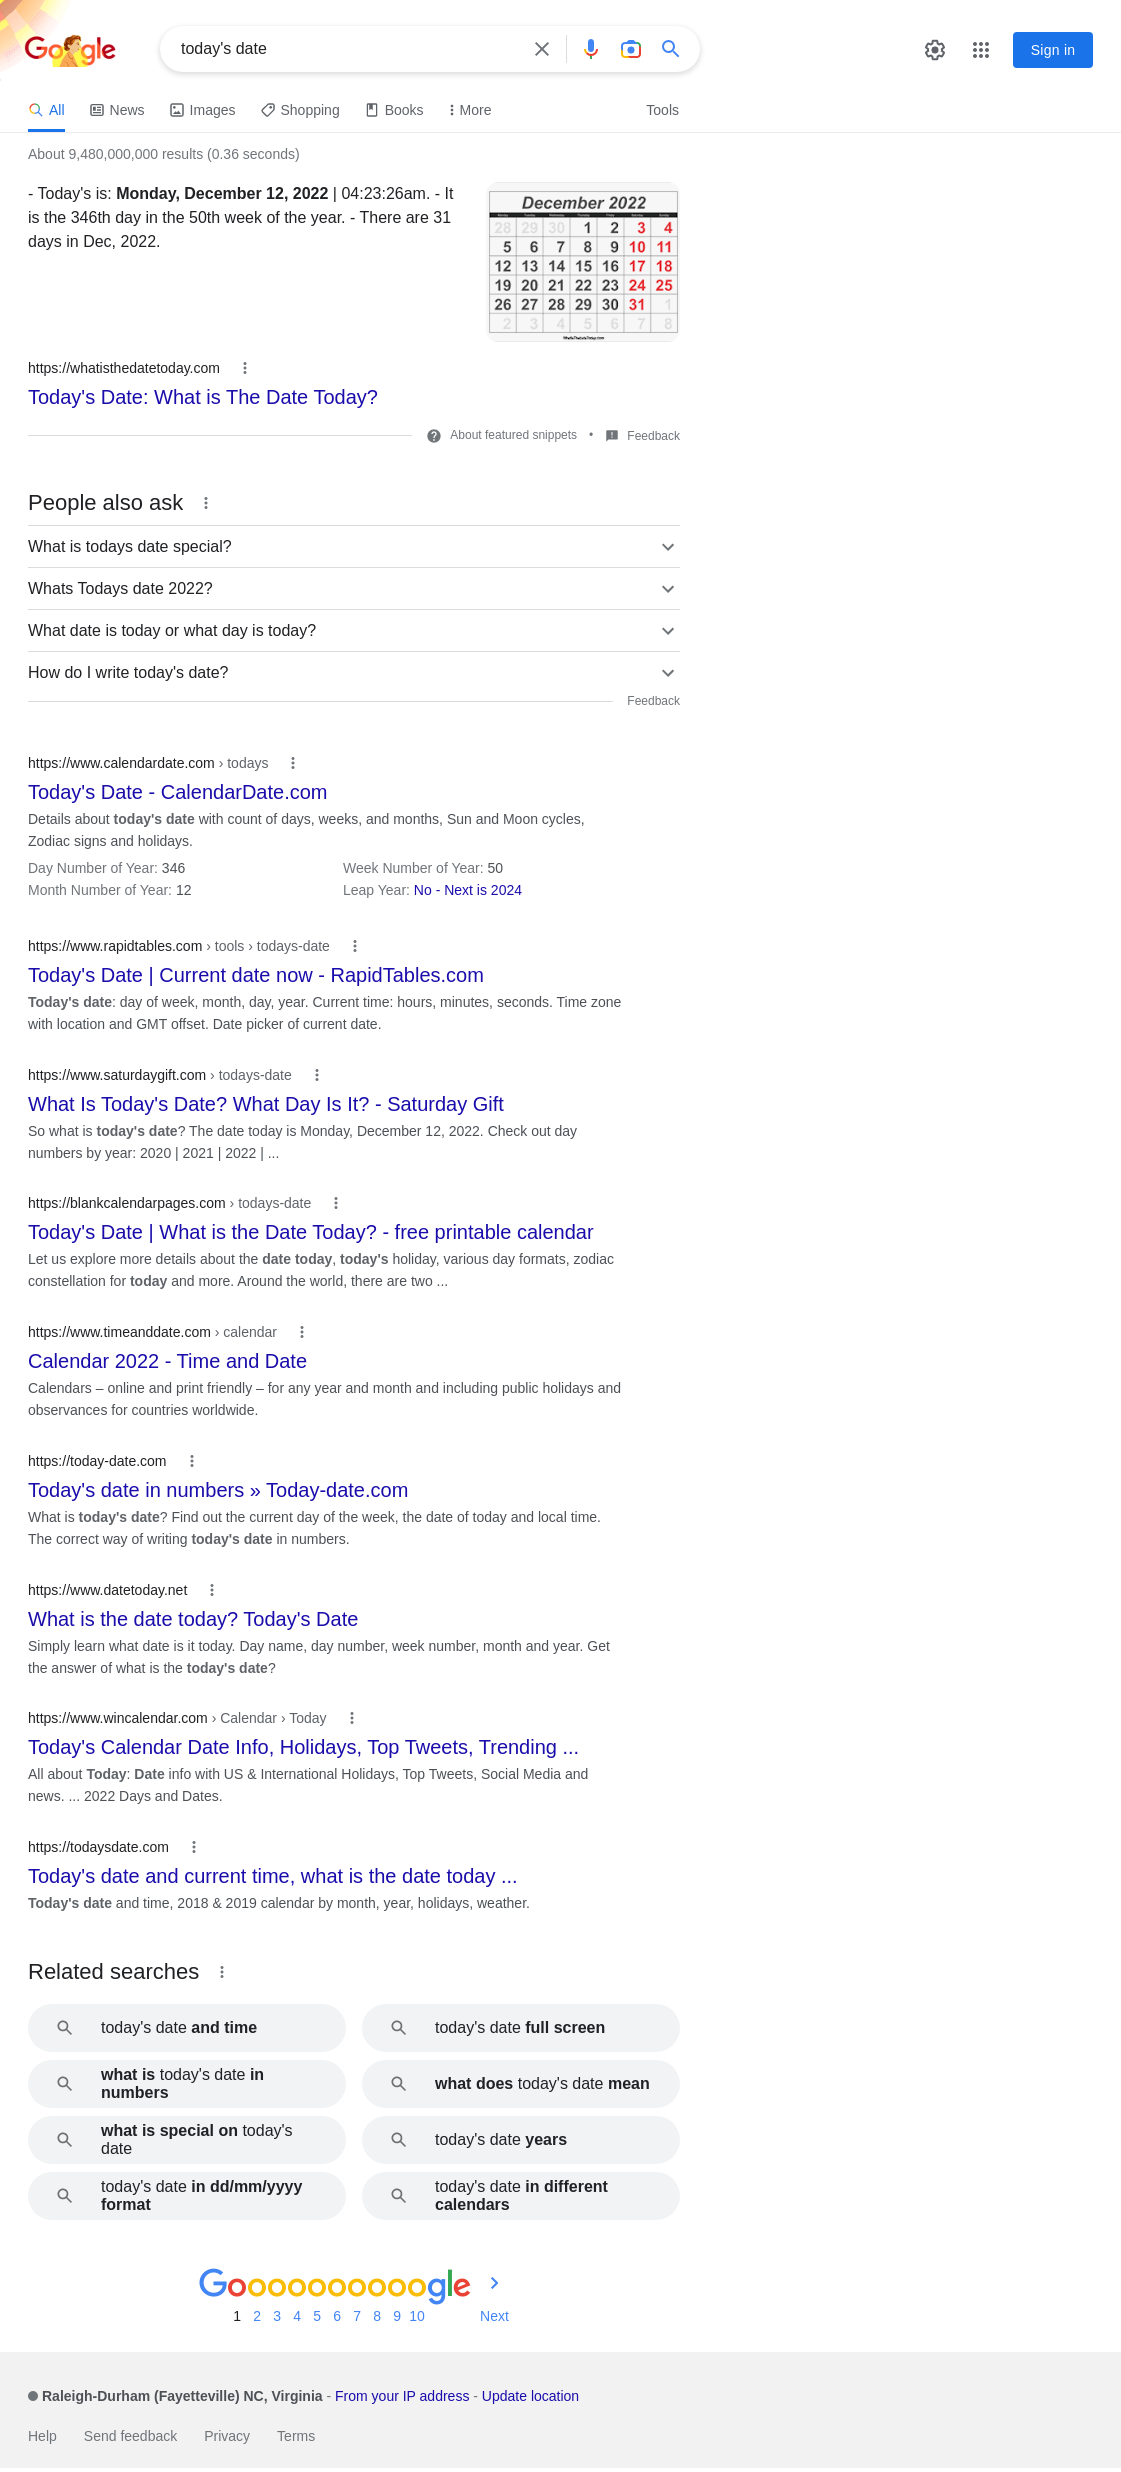 Google
today's date
Sign in
All
News
Images
Shopping
Books
More
Tools
About 9,480,000,000 results (0.36 seconds)
- Today's is: Monday, December 12, 2022 | 04:23:26am. - It
is the 346th day in the 50th week of the year. - There are 31
days in Dec, 2022.
December 2022
28 29 30 1 2 3 4
5 6 7 8 9 10 11
12 13 14 15 16 17 18
19 20 21 22 23 24 25
26 27 28 29 30 31 1
2 3 4 5 6 7 8
https://whatisthedatetoday.com
Today's Date: What is The Date Today?
About featured snippets • Feedback
People also ask
What is todays date special?
Whats Todays date 2022?
What date is today or what day is today?
How do I write today's date?
Feedback
https://www.calendardate.com › todays
Today's Date - CalendarDate.com
Details about today's date with count of days, weeks, and months, Sun and Moon cycles,
Zodiac signs and holidays.
Day Number of Year: 346 Week Number of Year: 50
Month Number of Year: 12 Leap Year: No - Next is 2024
https://www.rapidtables.com › tools › todays-date
Today's Date | Current date now - RapidTables.com
Today's date: day of week, month, day, year. Current time: hours, minutes, seconds. Time zone
with location and GMT offset. Date picker of current date.
https://www.saturdaygift.com › todays-date
What Is Today's Date? What Day Is It? - Saturday Gift
So what is today's date? The date today is Monday, December 12, 2022. Check out day
numbers by year: 2020 | 2021 | 2022 | ...
https://blankcalendarpages.com › todays-date
Today's Date | What is the Date Today? - free printable calendar
Let us explore more details about the date today, today's holiday, various day formats, zodiac
constellation for today and more. Around the world, there are two ...
https://www.timeanddate.com › calendar
Calendar 2022 - Time and Date
Calendars – online and print friendly – for any year and month and including public holidays and
observances for countries worldwide.
https://today-date.com
Today's date in numbers » Today-date.com
What is today's date? Find out the current day of the week, the date of today and local time.
The correct way of writing today's date in numbers.
https://www.datetoday.net
What is the date today? Today's Date
Simply learn what date is it today. Day name, day number, week number, month and year. Get
the answer of what is the today's date?
https://www.wincalendar.com › Calendar › Today
Today's Calendar Date Info, Holidays, Top Tweets, Trending ...
All about Today: Date info with US & International Holidays, Top Tweets, Social Media and
news. ... 2022 Days and Dates.
https://todaysdate.com
Today's date and current time, what is the date today ...
Today's date and time, 2018 & 2019 calendar by month, year, holidays, weather.
Related searches
today's date and time
today's date full screen
what is today's date in
numbers
what does today's date mean
what is special on today's
date
today's date years
today's date in dd/mm/yyyy
format
today's date in different
calendars
Goooooooooogle
1 2 3 4 5 6 7 8 9 10 Next
Raleigh-Durham (Fayetteville) NC, Virginia - From your IP address - Update location
Help Send feedback Privacy Terms